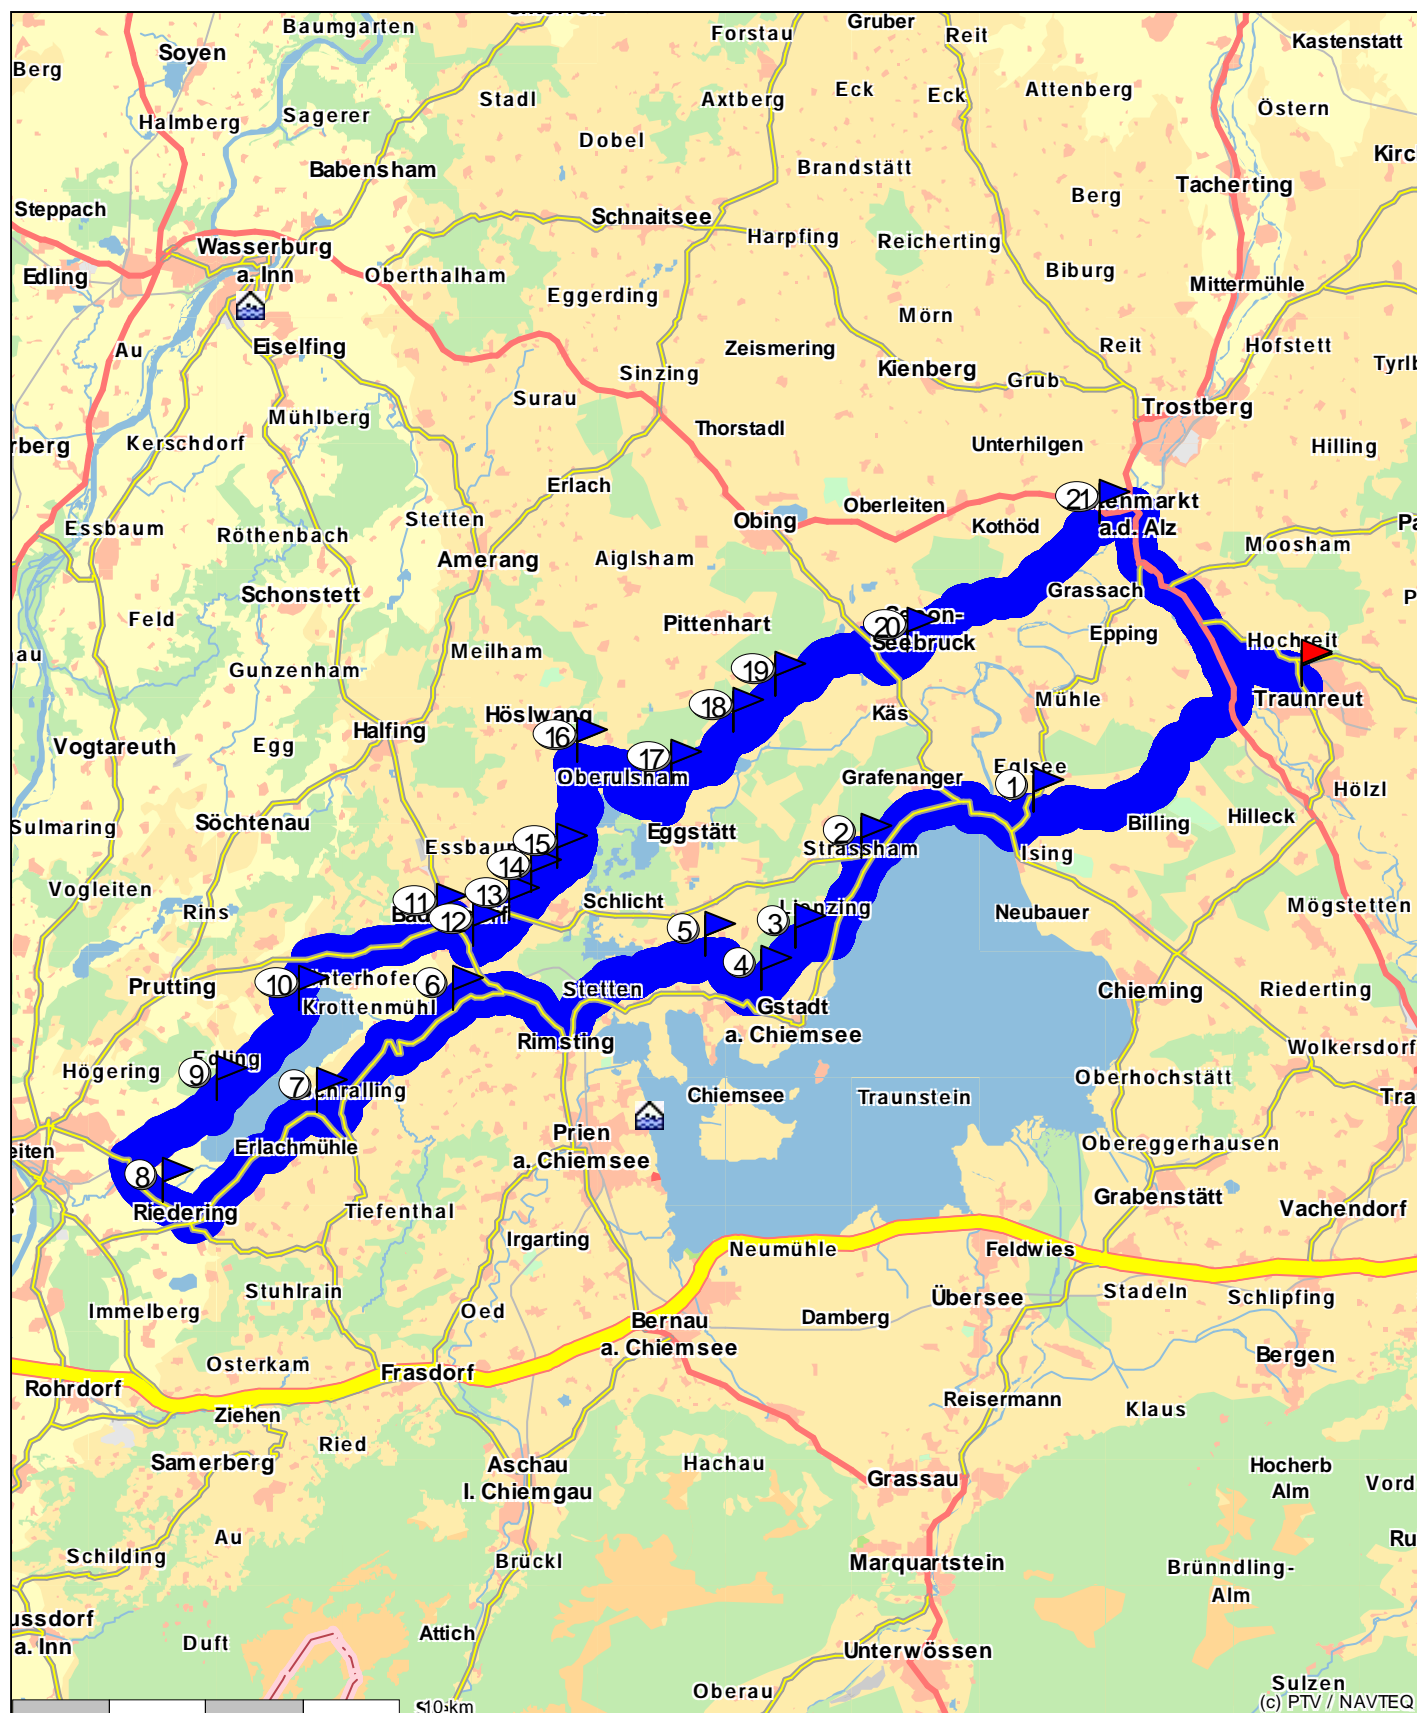 Baumgarten
Forstau
Gruber
Reit
Kastenstatt
Soyen
Berg
Stadl
Axtberg
Eck
Eck
Attenberg
Östern
Halmberg
Sagerer
Dobel
Babensham
Brandstätt
Tacherting
Berg
Steppach
Schnaitsee
Harpfing
Reicherting
Wasserburg
a. Inn
Edling
Oberthalham
Eggerding
Biburg
Mittermühle
Mörn
Au
Eiselfing
Zeismering
Kienberg
Reit
Hofstett
Sinzing
Grub
Surau
Trostberg
Mühlberg
Thorstadl
Kerschdorf
Unterhilgen
Hilling
Erlach
Oberleiten
21
a.d. Alz
Essbaum
Röthenbach
Stetten
Obing
Kothöd
Moosham
Amerang
Aiglsham
Schonstett
Grassach
Feld
Pittenhart
20
Seebruck
Epping
Hochreit
Gunzenham
Meilham
19
Traunreut
18
Mühle
Höslwang
16
Käs
Halfing
Vogtareuth
Egg
17
Oberulsham
Grafenanger
Eglsee
1
Hölzl
Sulmaring
Söchtenau
Eggstätt
2
Strassham
Billing
Hilleck
15
Ising
14
Vogleiten
13
11
12
Schlicht
Rins
5
3
Lienzing
Neubauer
Mögstetten
4
Prutting
10
6
Krottenmühl
Stetten
Gstadt
a. Chiemsee
Chieming
Riederting
Rimsting
Edling
9
Högering
7
Wolkersdorf
Oberhochstätt
Chiemsee
Traunstein
Erlachmühle
Prien
a. Chiemsee
Obereggerhausen
8
Riedering
Tiefenthal
Grabenstätt
Vachendorf
Irgarting
Neumühle
Feldwies
Immelberg
Stuhlrain
Oed
Übersee
Stadeln
Schlipfing
Damberg
Bernau
a. Chiemsee
Osterkam
Frasdorf
Bergen
Rohrdorf
Reisermann
Ziehen
Klaus
Ried
Samerberg
Aschau
I. Chiemgau
Hachau
Grassau
Hocherb
Alm
Au
Schilding
Brückl
Marquartstein
Brünndling-
Alm
a. Inn
Duft
Attich
Unterwössen
Oberau
Sulzen
10 km
(c) PTV / NAVTEQ